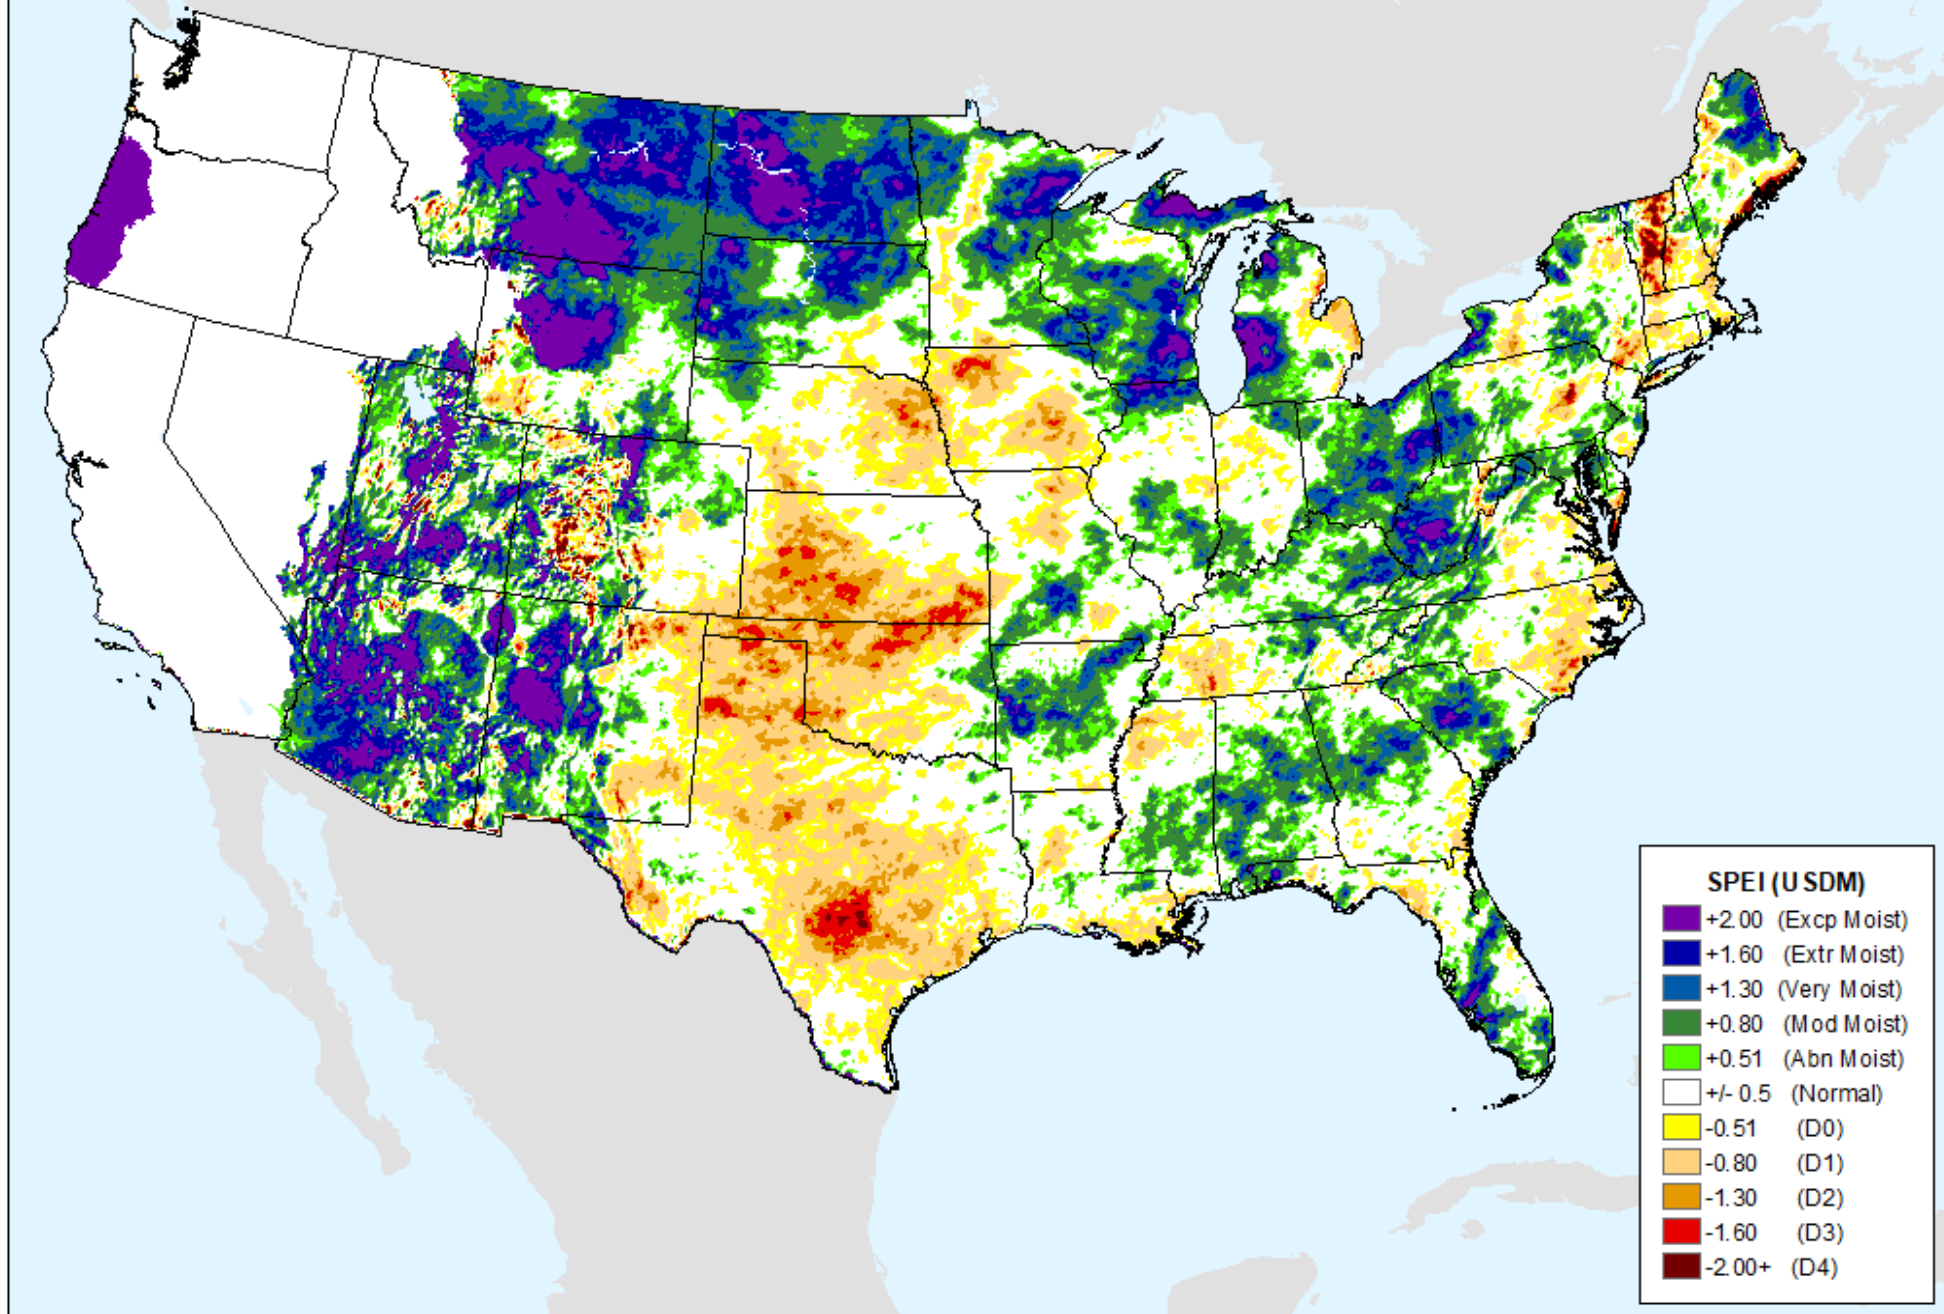 SPEI (USDM)
+2.00 (Excp Moist)
+1.60 (Extr Moist)
+1.30 (Very Moist)
+0.80 (Mod Moist)
+0.51 (Abn Moist)
+/- 0.5 (Normal)
-0.51 (D0)
-0.80 (D1)
-1.30 (D2)
-1.60 (D3)
-2.00+ (D4)